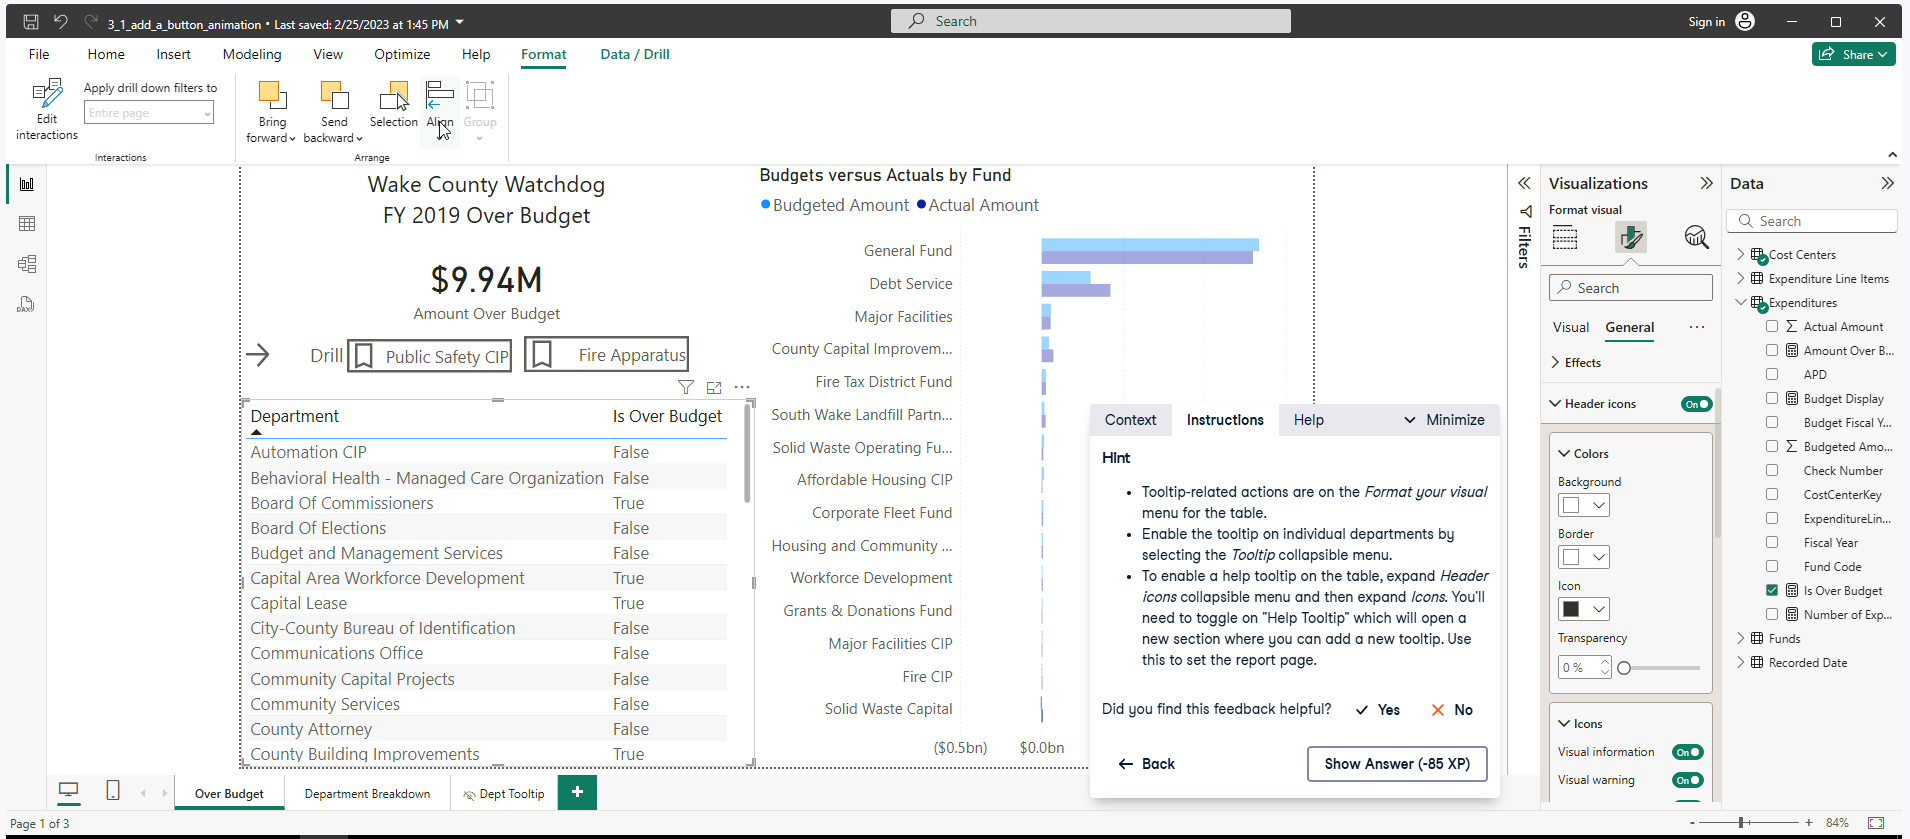 3_1_add_a_button_animation • Last saved: 2/25/2023 at 1:45 PM
Search
Sign in
File
Home
Insert
Modeling
View
Optimize
Help
Format
Data / Drill
Share
Edit
interactions
Apply drill down filters to
Entire page
Interactions
Bring
forward
Send
backward
Selection
Align
Group
Arrange
Wake County Watchdog
FY 2019 Over Budget
$9.94M
Amount Over Budget
Drill
Public Safety CIP
Fire Apparatus
Department
Is Over Budget
Automation CIP
False
Behavioral Health - Managed Care Organization
False
Board Of Commissioners
True
Board Of Elections
False
Budget and Management Services
False
Capital Area Workforce Development
True
Capital Lease
True
City-County Bureau of Identification
False
Communications Office
False
Community Capital Projects
False
Community Services
False
County Attorney
False
County Building Improvements
True
Budgets versus Actuals by Fund
Budgeted Amount
Actual Amount
General Fund
Debt Service
Major Facilities
County Capital Improvem...
Fire Tax District Fund
South Wake Landfill Partn...
Solid Waste Operating Fu...
Affordable Housing CIP
Corporate Fleet Fund
Housing and Community ...
Workforce Development
Grants & Donations Fund
Major Facilities CIP
Fire CIP
Solid Waste Capital
($0.5bn)
$0.0bn
Context
Instructions
Help
Minimize
Hint
• Tooltip-related actions are on the Format your visual
menu for the table.
• Enable the tooltip on individual departments by
selecting the Tooltip collapsible menu.
• To enable a help tooltip on the table, expand Header
icons collapsible menu and then expand Icons. You'll
need to toggle on "Help Tooltip" which will open a
new section where you can add a new tooltip. Use
this to set the report page.
Did you find this feedback helpful?
Yes
No
Back
Show Answer (-85 XP)
Filters
Visualizations
Format visual
Search
Visual
General
Effects
Header icons
On
Colors
Background
Border
Icon
Transparency
0 %
Icons
Visual information
On
Visual warning
On
Data
Search
Cost Centers
Expenditure Line Items
Expenditures
Actual Amount
Amount Over B...
APD
Budget Display
Budget Fiscal Y...
Budgeted Amo...
Check Number
CostCenterKey
ExpenditureLin...
Fiscal Year
Fund Code
Is Over Budget
Number of Exp...
Funds
Recorded Date
Over Budget
Department Breakdown
Dept Tooltip
Page 1 of 3
84%